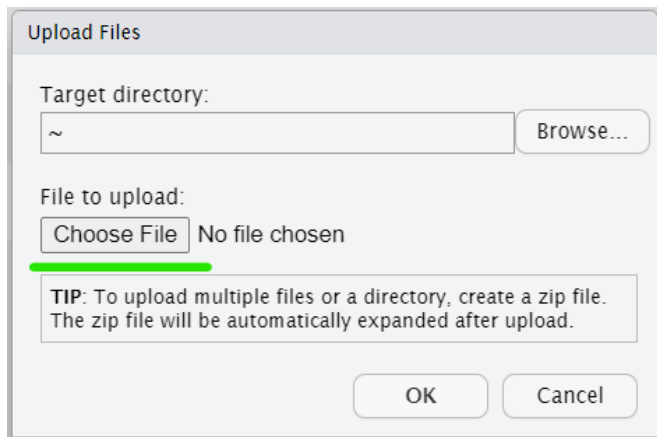 Upload Files
Target directory:
~
Browse...
File to upload:
Choose File No file chosen
TIP: To upload multiple files or a directory, create a zip file.
The zip file will be automatically expanded after upload.
OK Cancel